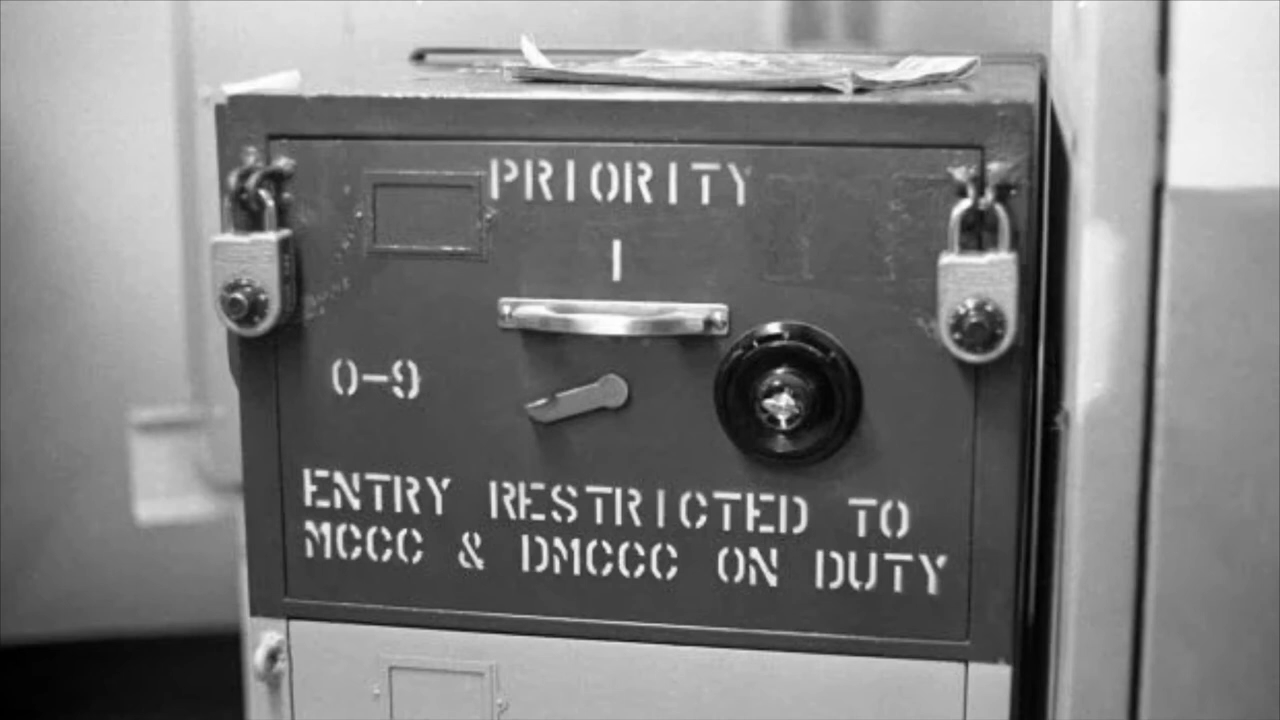 PRIORITY
1
0-9
ENTRY RESTRICTED TO
MCCC & DMCCC ON DUTY